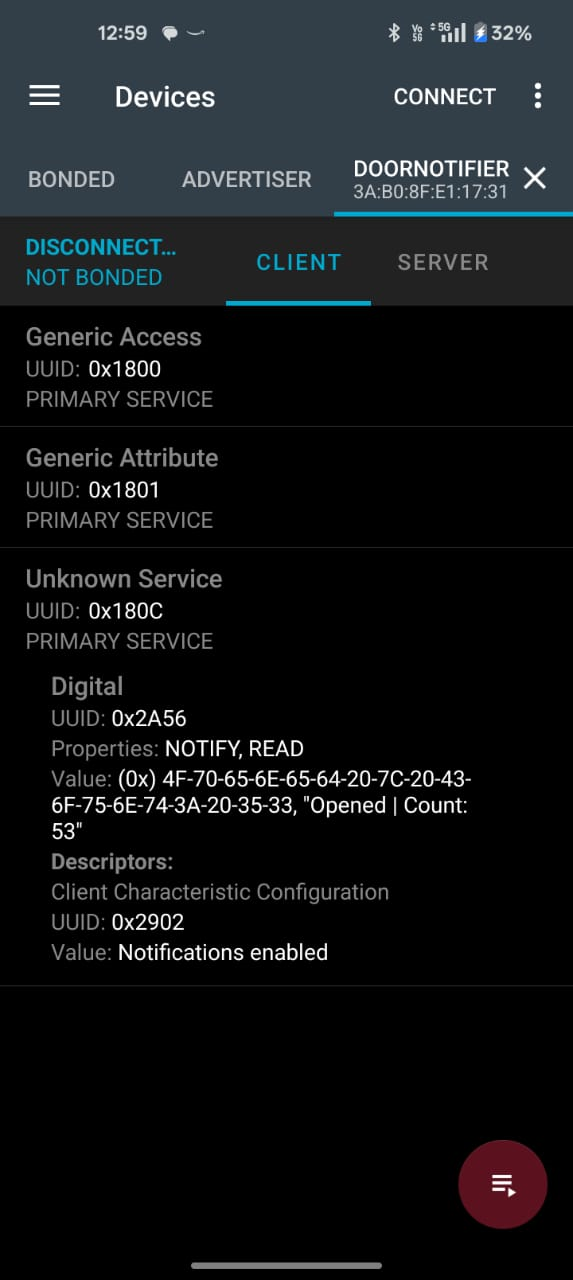 12:59
Vo 5G 5G 32%
Devices
CONNECT
BONDED
ADVERTISER
DOORNOTIFIER
3A:B0:8F:E1:17:31
DISCONNECT...
NOT BONDED
CLIENT
SERVER
Generic Access
UUID: 0x1800
PRIMARY SERVICE
Generic Attribute
UUID: 0x1801
PRIMARY SERVICE
Unknown Service
UUID: 0x180C
PRIMARY SERVICE
Digital
UUID: 0x2A56
Properties: NOTIFY, READ
Value: (0x) 4F-70-65-6E-65-64-20-7C-20-43-
6F-75-6E-74-3A-20-35-33, "Opened | Count:
53"
Descriptors:
Client Characteristic Configuration
UUID: 0x2902
Value: Notifications enabled